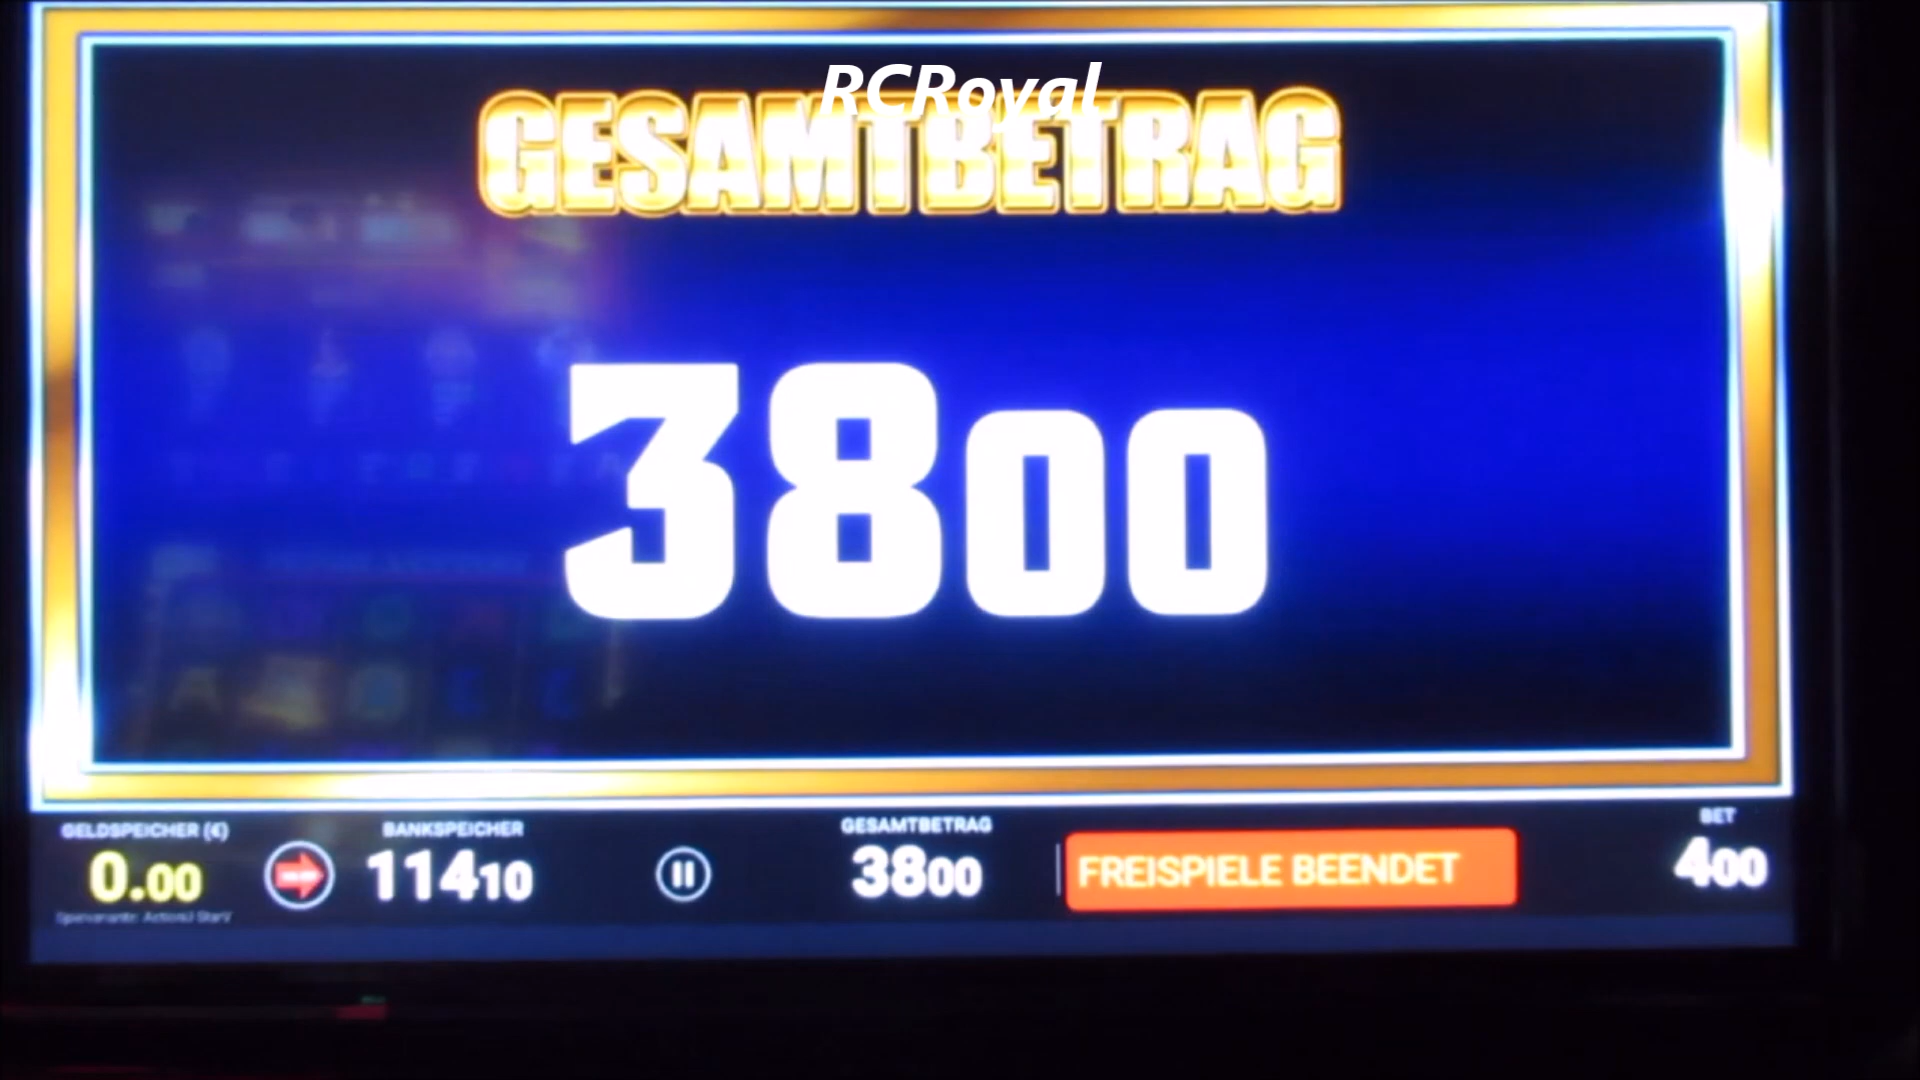 RCRoyal
GESAMTBETRAG
3800
GELDSPEICHER (€)
0.00
BANKSPEICHER
11410
GESAMTBETRAG
3800
FREISPIELE BEENDET
BET
400